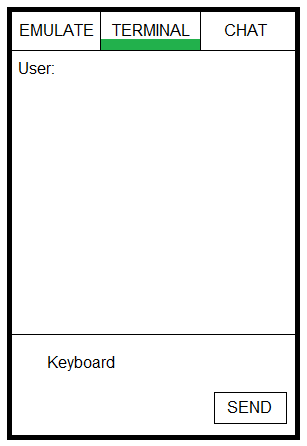 EMULATE TERMINAL CHAT
User:
Keyboard
SEND